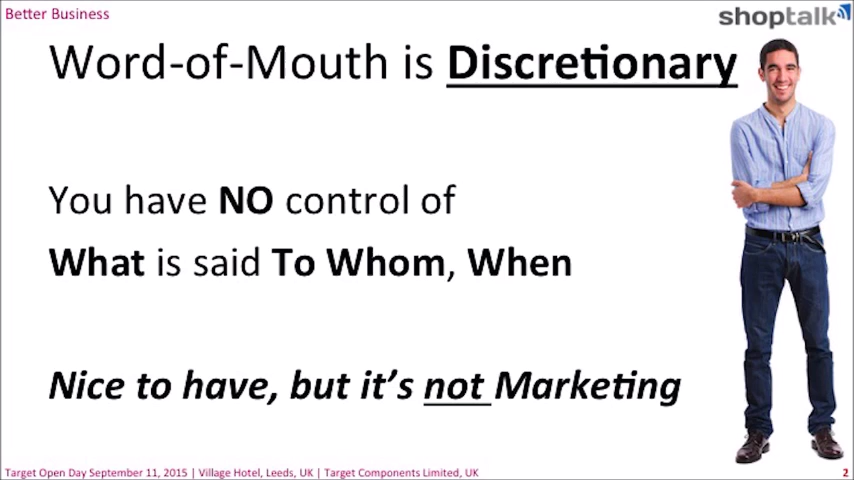 Better Business
shoptalk
Word-of-Mouth is Discretionary
You have NO control of
What is said To Whom, When
Nice to have, but it’s not Marketing
Target Open Day September 11, 2015 | Village Hotel, Leeds, UK | Target Components Limited, UK
2